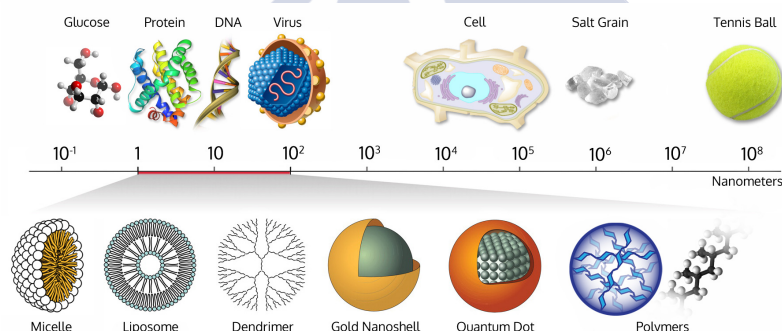 Glucose Protein DNA Virus Cell Salt Grain Tennis Ball
10⁻¹ 1 10 10² 10³ 10⁴ 10⁵ 10⁶ 10⁷ 10⁸
Nanometers
Micelle Liposome Dendrimer Gold Nanoshell Quantum Dot Polymers